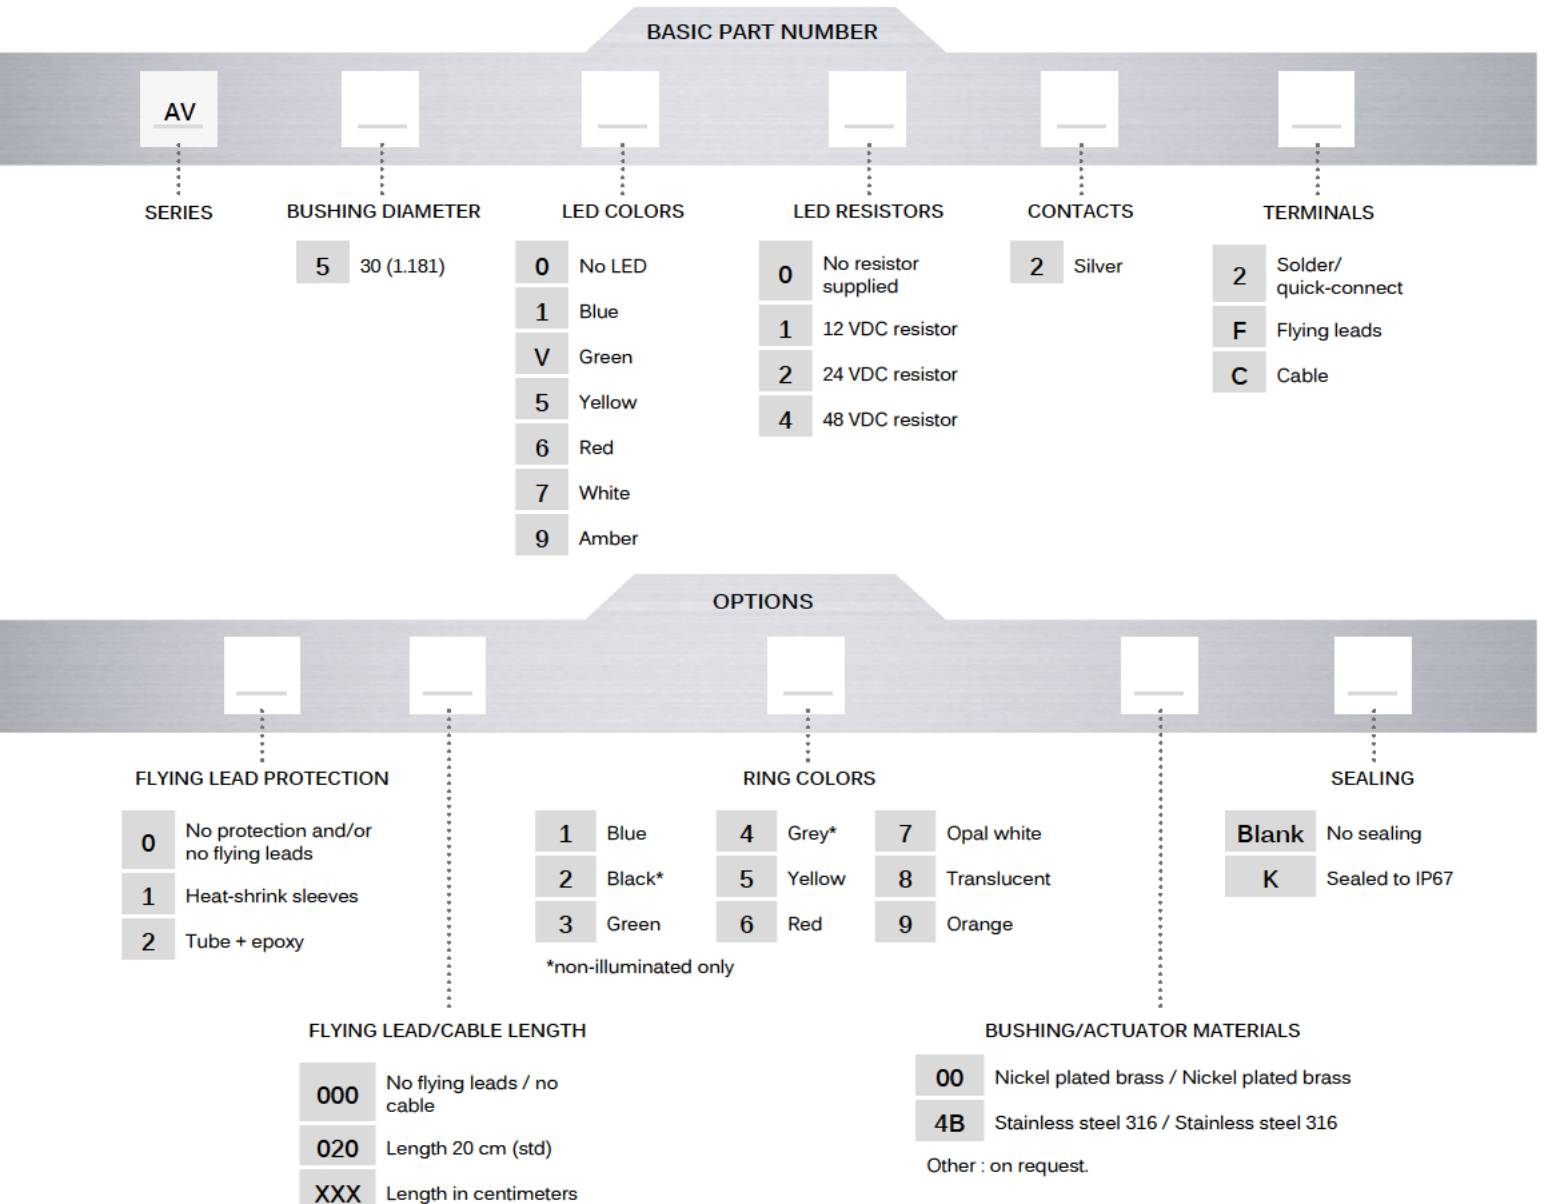 BASIC PART NUMBER
AV
SERIES
BUSHING DIAMETER
5 30 (1.181)
LED COLORS
0 No LED
1 Blue
V Green
5 Yellow
6 Red
7 White
9 Amber
LED RESISTORS
0 No resistor
supplied
1 12 VDC resistor
2 24 VDC resistor
4 48 VDC resistor
CONTACTS
2 Silver
TERMINALS
2 Solder/
quick-connect
F Flying leads
C Cable
OPTIONS
FLYING LEAD PROTECTION
0 No protection and/or
no flying leads
1 Heat-shrink sleeves
2 Tube + epoxy
FLYING LEAD/CABLE LENGTH
000 No flying leads / no
cable
020 Length 20 cm (std)
XXX Length in centimeters
RING COLORS
1 Blue
2 Black*
3 Green
4 Grey*
5 Yellow
6 Red
7 Opal white
8 Translucent
9 Orange
*non-illuminated only
BUSHING/ACTUATOR MATERIALS
00 Nickel plated brass / Nickel plated brass
4B Stainless steel 316 / Stainless steel 316
Other : on request.
SEALING
Blank No sealing
K Sealed to IP67